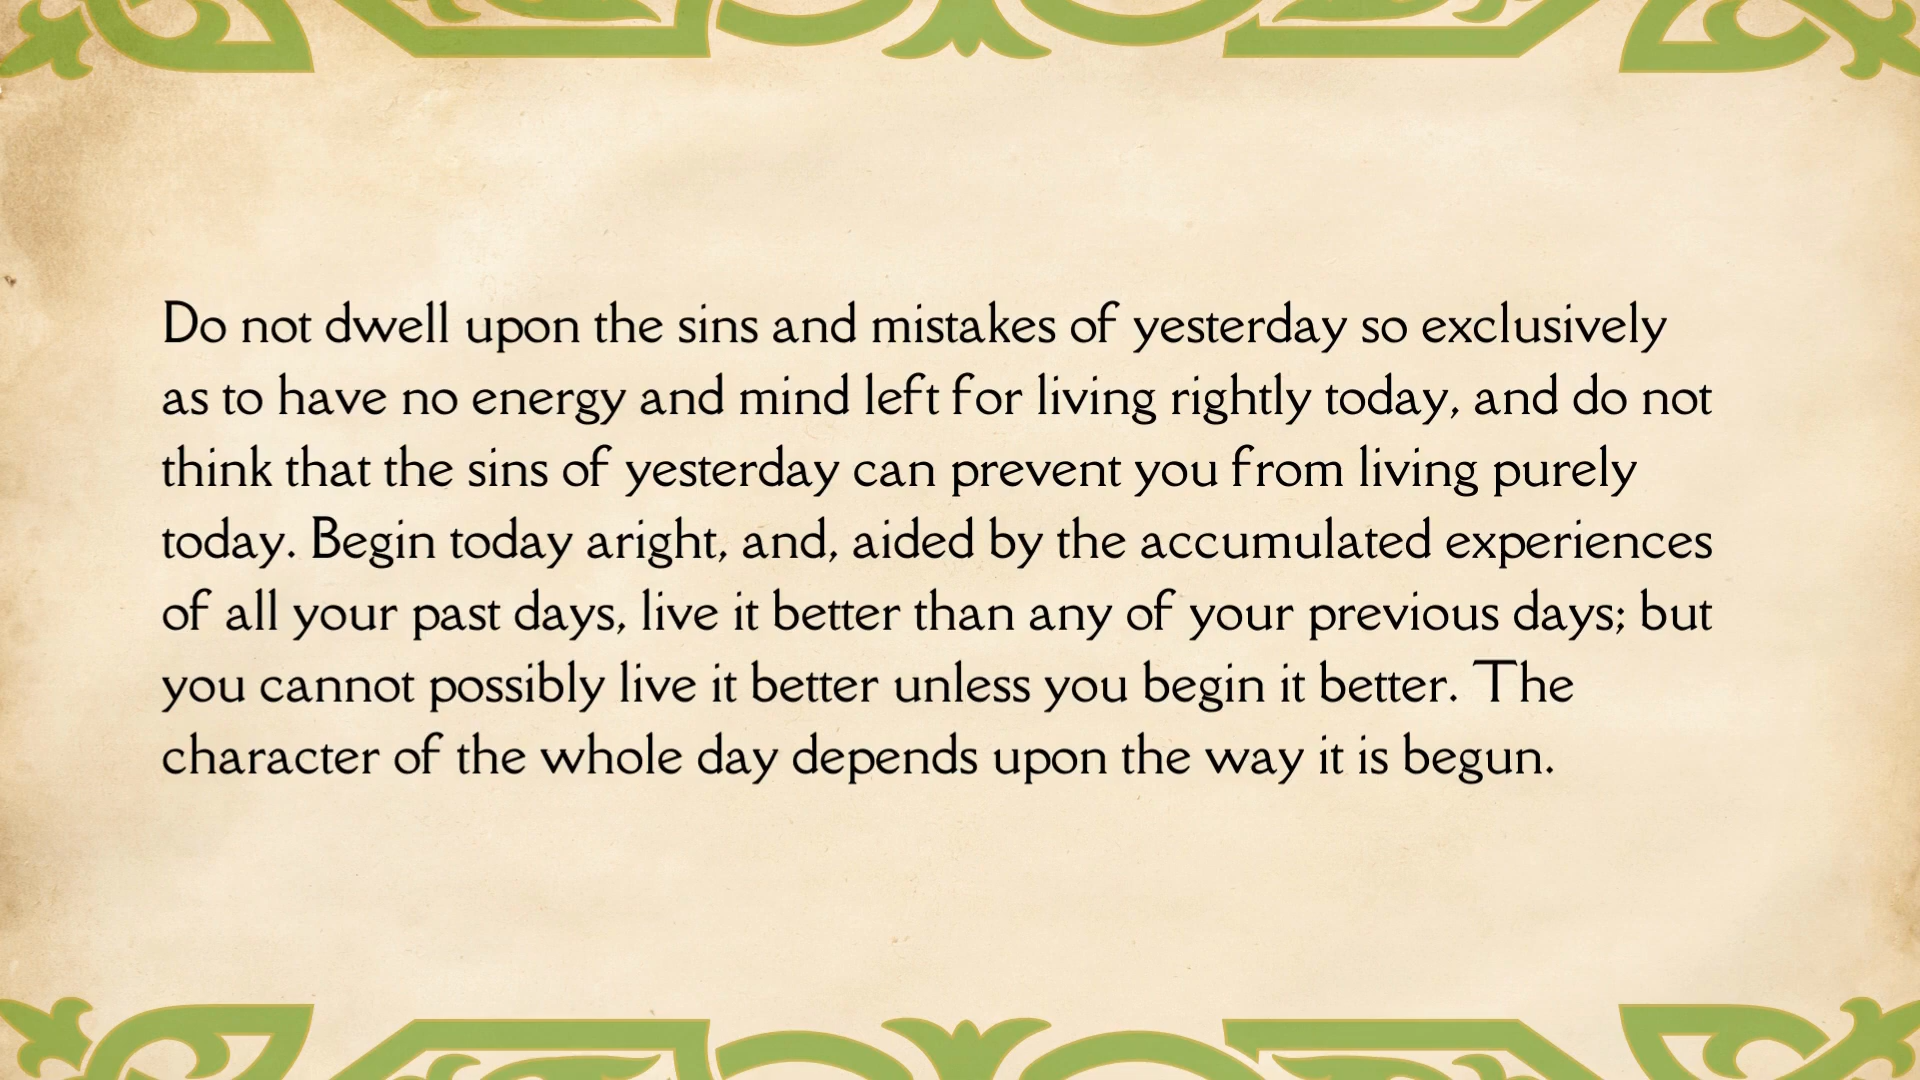 Do not dwell upon the sins and mistakes of yesterday so exclusively
as to have no energy and mind left for living rightly today, and do not
think that the sins of yesterday can prevent you from living purely
today. Begin today aright, and, aided by the accumulated experiences
of all your past days, live it better than any of your previous days; but
you cannot possibly live it better unless you begin it better. The
character of the whole day depends upon the way it is begun.